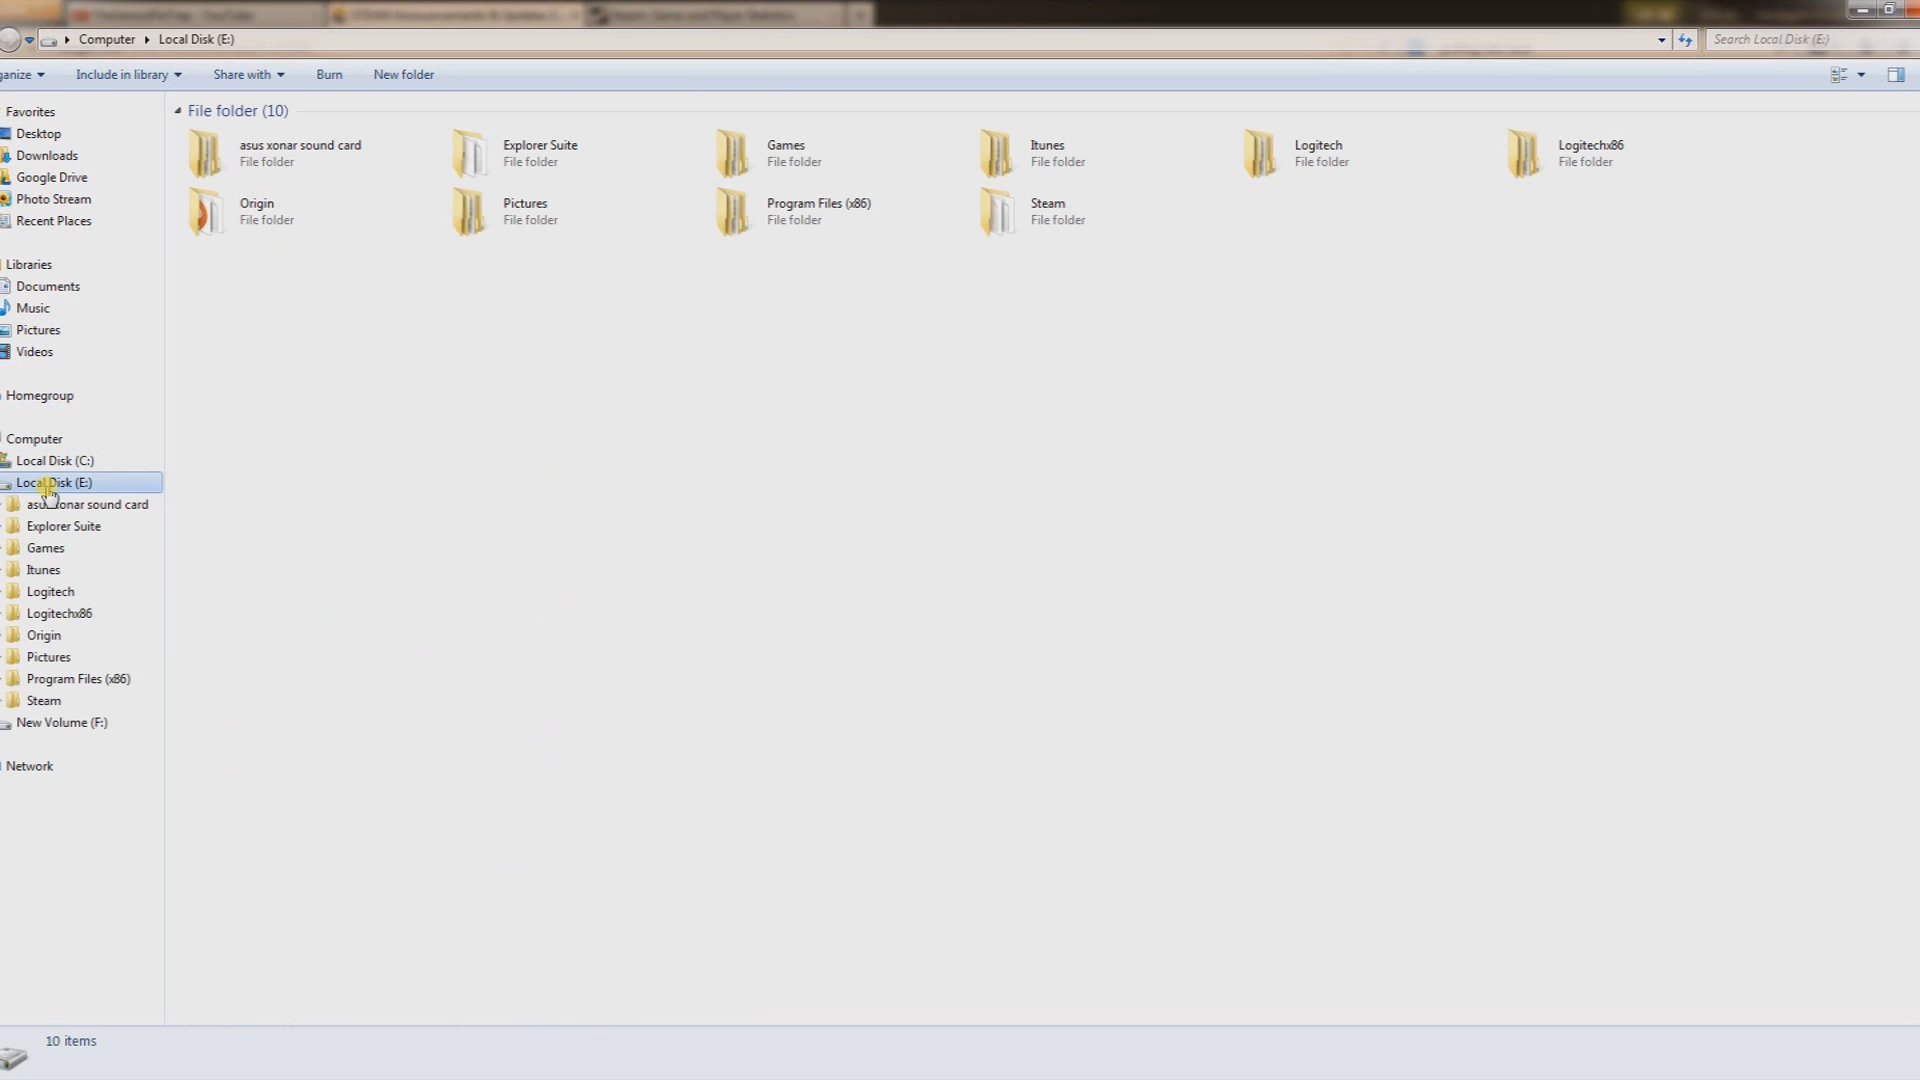 Computer Local Disk (E:)
Search Local Disk (E:)
anize Include in library Share with Burn New folder
Favorites
Desktop
Downloads
Google Drive
Photo Stream
Recent Places
Libraries
Documents
Music
Pictures
Videos
Homegroup
Computer
Local Disk (C:)
Local Disk (E:)
asus xonar sound card
Explorer Suite
Games
Itunes
Logitech
Logitechx86
Origin
Pictures
Program Files (x86)
Steam
New Volume (F:)
Network
File folder (10)
asus xonar sound card
File folder
Explorer Suite
File folder
Games
File folder
Itunes
File folder
Logitech
File folder
Logitechx86
File folder
Origin
File folder
Pictures
File folder
Program Files (x86)
File folder
Steam
File folder
10 items